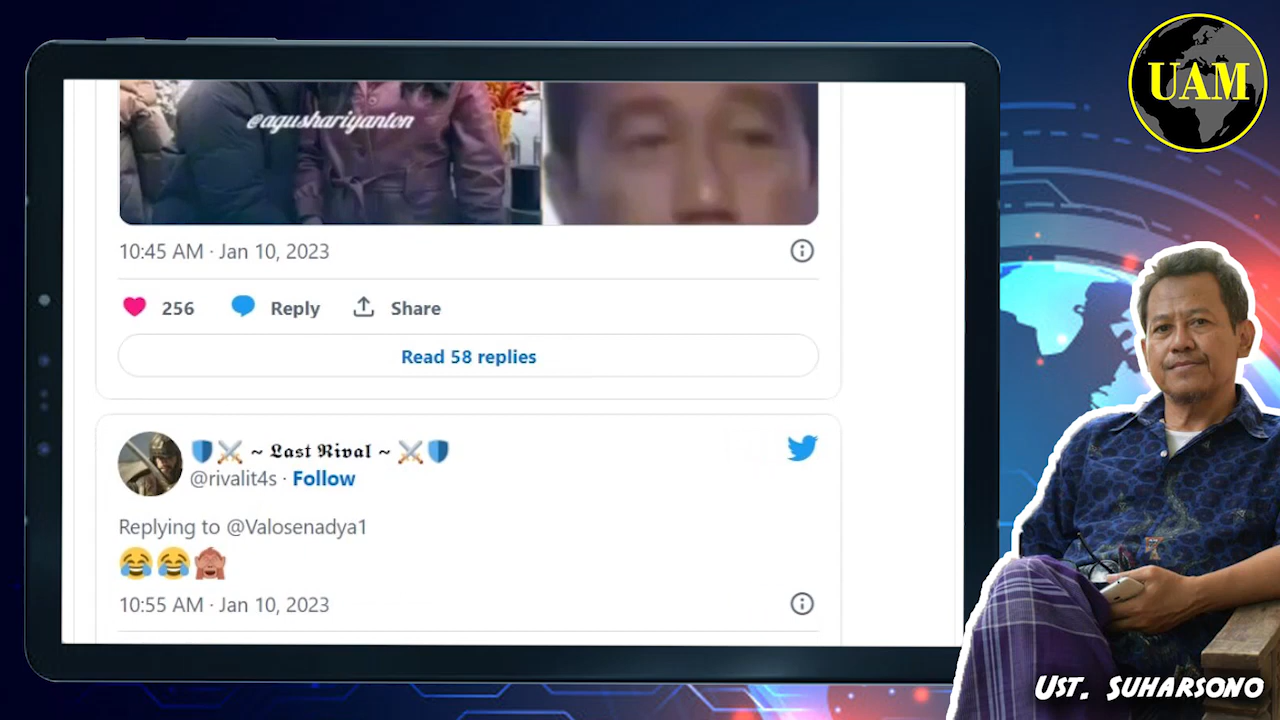 @agushariyanton
10:45 AM · Jan 10, 2023
256 Reply Share
Read 58 replies
~ Last Rival ~
@rivalit4s · Follow
Replying to @Valosenadya1
😂😂🙈
10:55 AM · Jan 10, 2023
UAM
UST. SUHARSONO